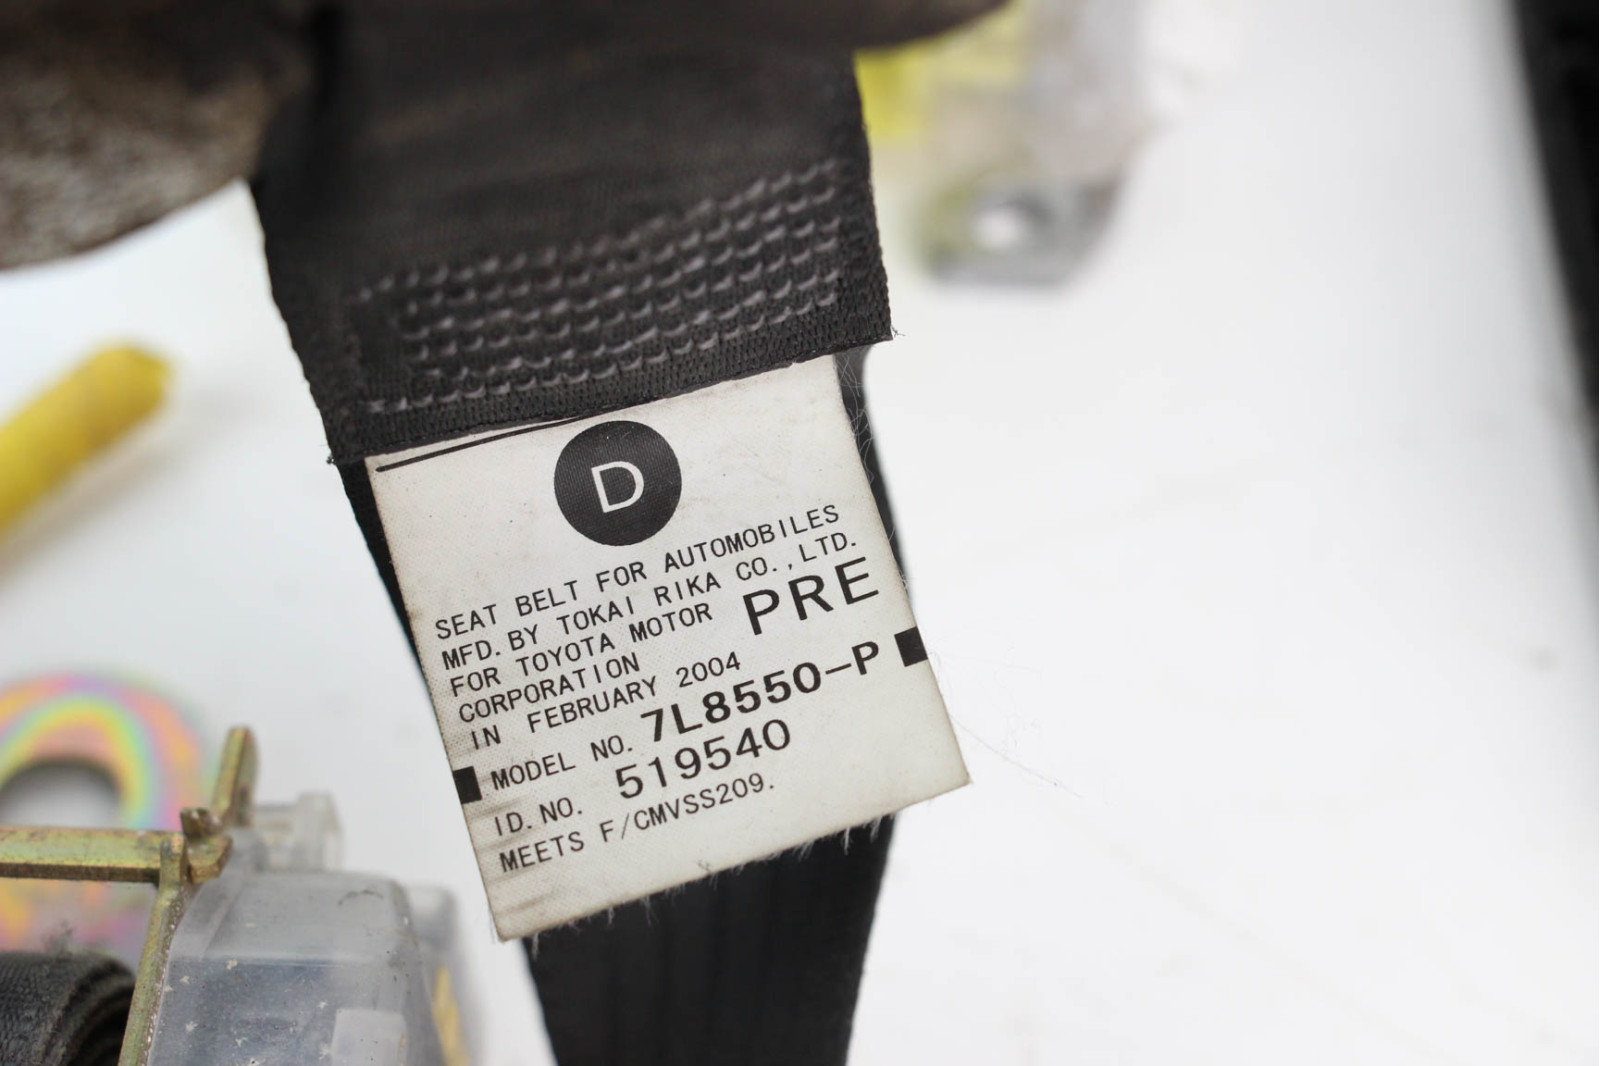 D
SEAT BELT FOR AUTOMOBILES
MFD. BY TOKAI RIKA CO.,LTD.
FOR TOYOTA MOTOR PRE
CORPORATION
IN FEBRUARY 2004
MODEL NO. 7L8550-P
ID. NO. 519540
MEETS F/CMVSS209.